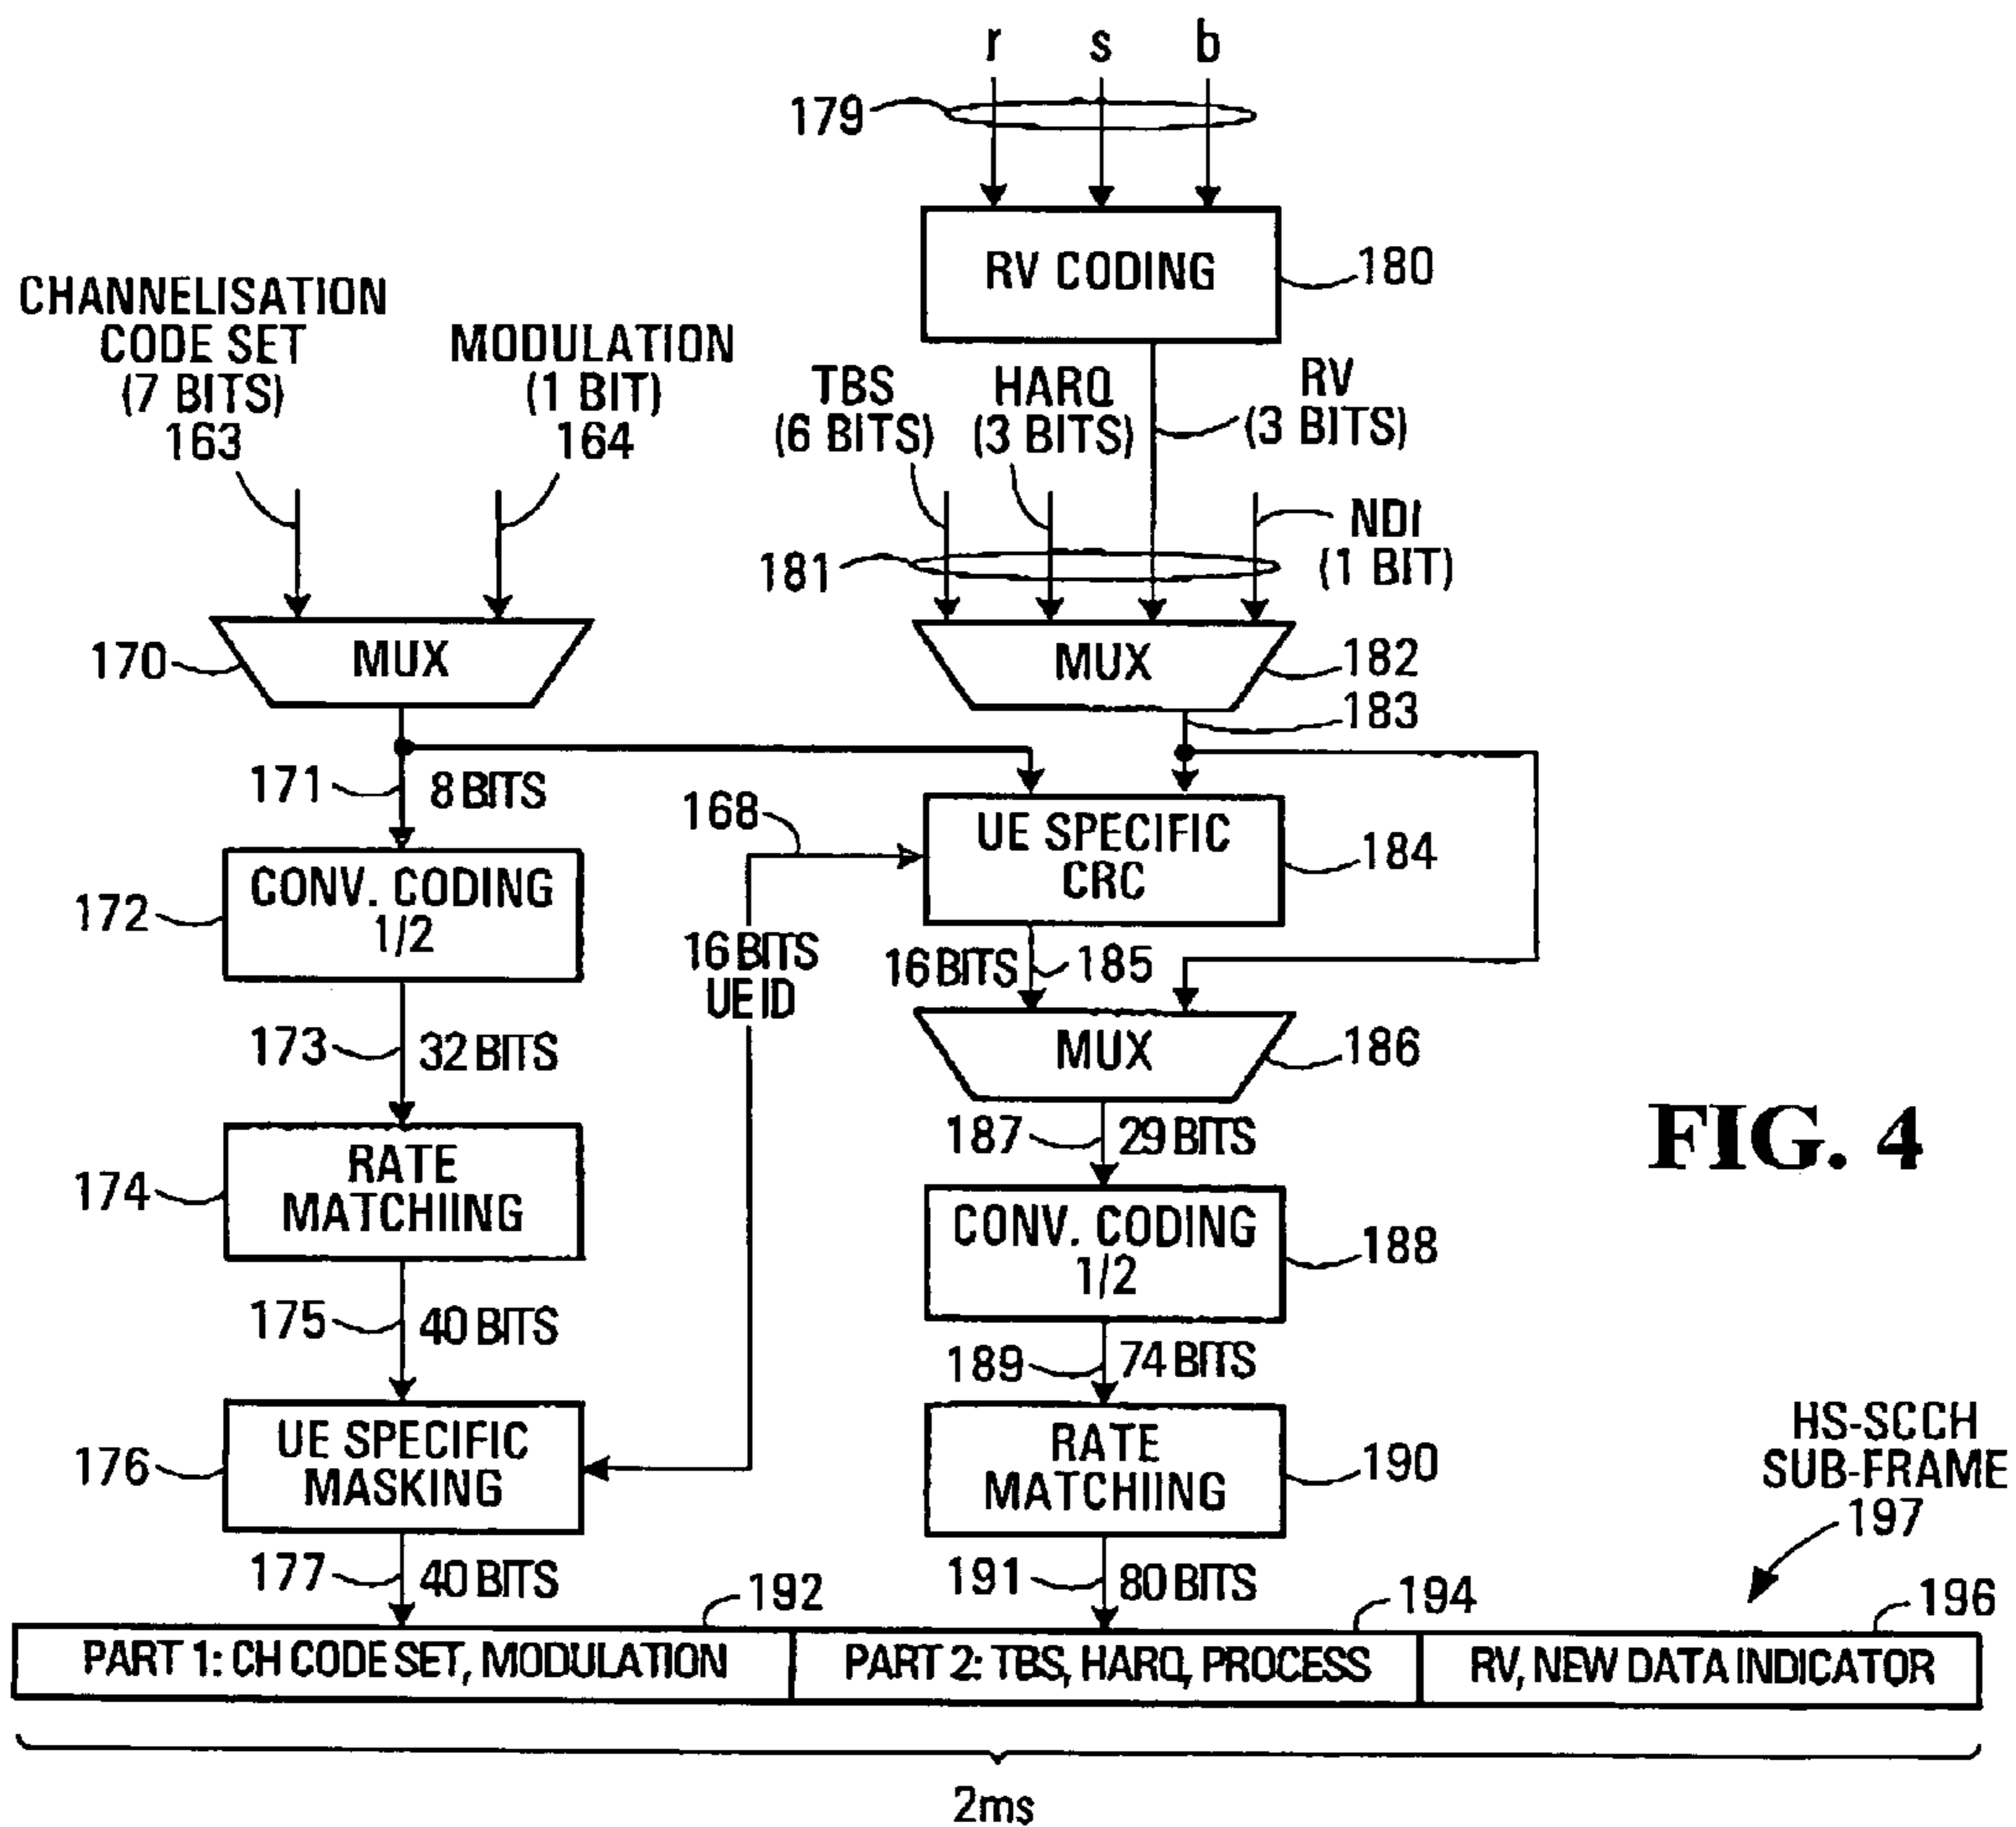 r s b
179
RV CODING
180
CHANNELISATION
CODE SET
(7 BITS)
163
MODULATION
(1 BIT)
164
TBS
(6 BITS)
HARQ
(3 BITS)
RV
(3 BITS)
NDI
(1 BIT)
181
170
MUX
MUX
182
183
171
8 BITS
168
UE SPECIFIC
CRC
184
172
CONV. CODING
1/2
16 BITS
UE ID
16 BITS
185
173
32 BITS
MUX
186
187
29 BITS
FIG. 4
174
RATE
MATCHIING
CONV. CODING
1/2
188
175
40 BITS
189
74 BITS
176
UE SPECIFIC
MASKING
RATE
MATCHIING
190
HS-SCCH
SUB-FRAME
197
177
40 BITS
192
191
80 BITS
194
196
PART 1: CH CODE SET, MODULATION
PART 2: TBS, HARQ, PROCESS
RV, NEW DATA INDICATOR
2ms